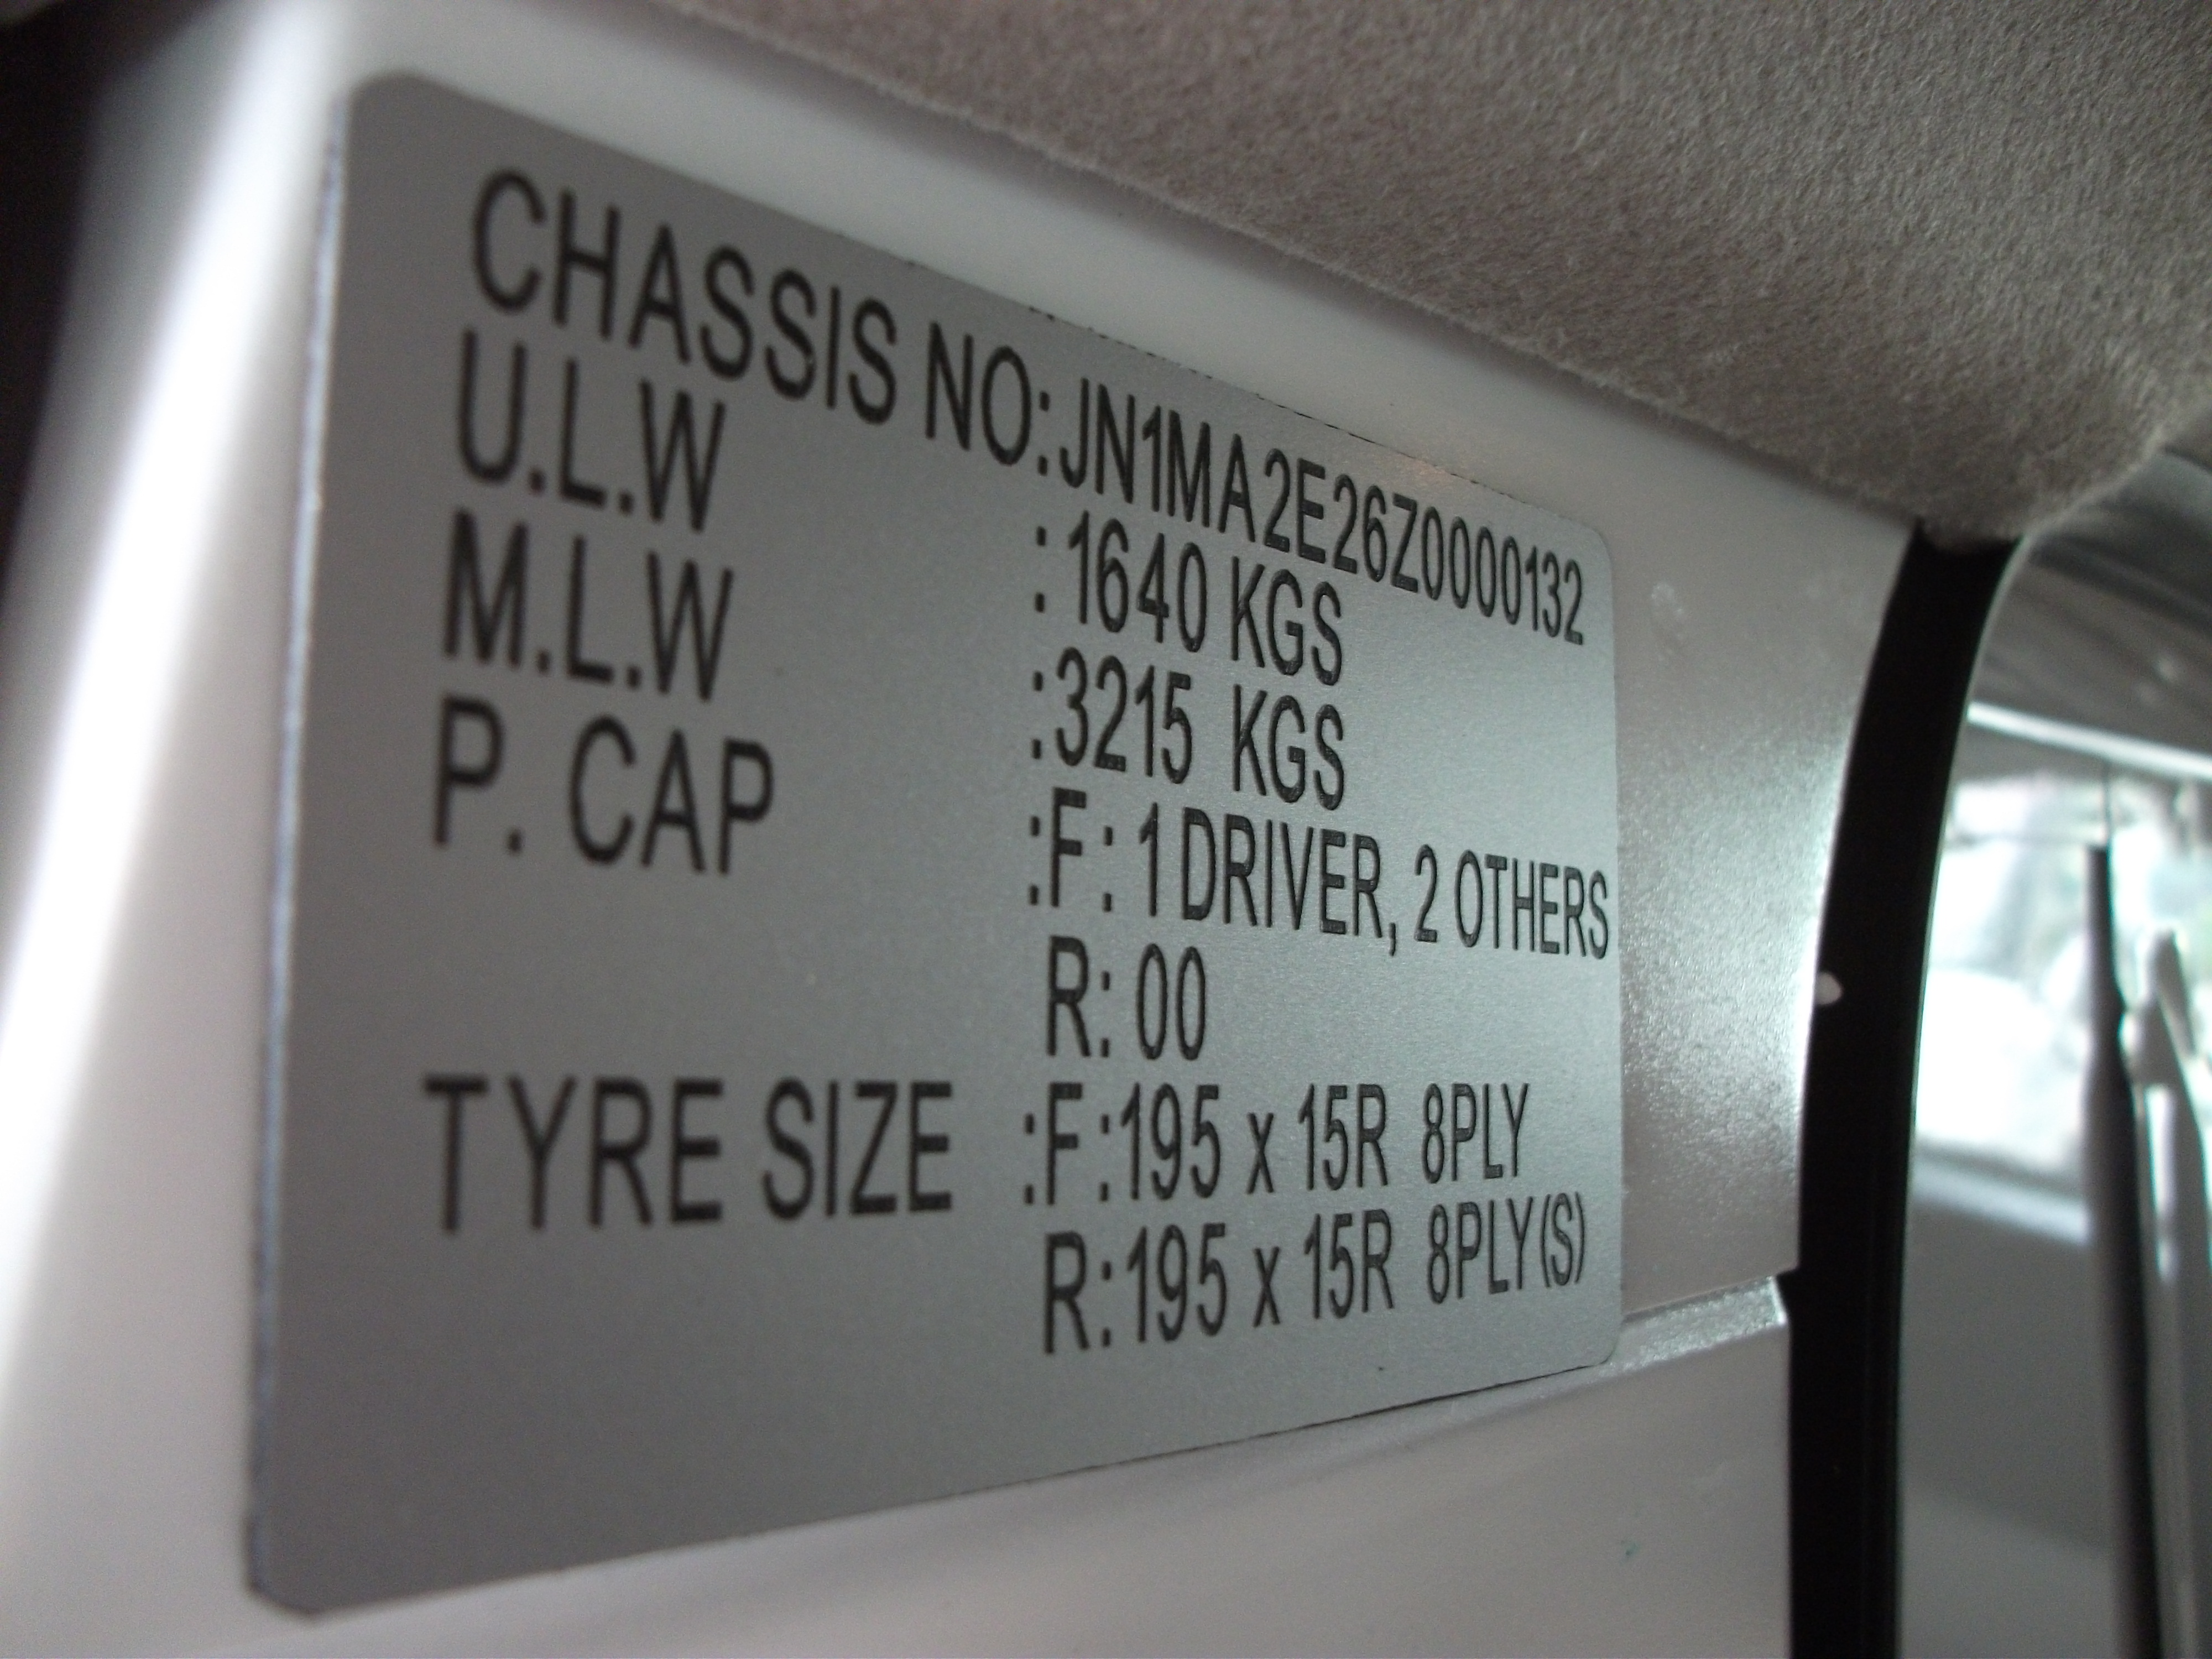 CHASSIS NO:JN1MA2E26Z0000132
U.L.W :1640 KGS
M.L.W :3215 KGS
P. CAP :F: 1 DRIVER, 2 OTHERS
R: 00
TYRE SIZE :F:195 x 15R 8PLY
R:195 x 15R 8PLY(S)